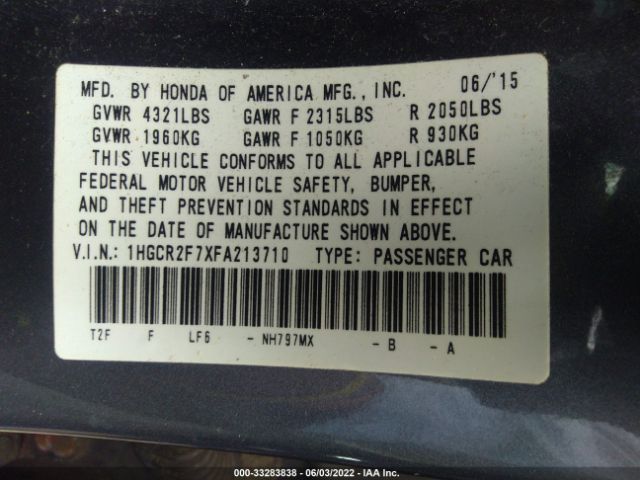 MFD. BY HONDA OF AMERICA MFG., INC. 06/'15
GVWR 4321LBS GAWR F 2315LBS R 2050LBS
GVWR 1960KG GAWR F 1050KG R 930KG
THIS VEHICLE CONFORMS TO ALL APPLICABLE
FEDERAL MOTOR VEHICLE SAFETY, BUMPER,
AND THEFT PREVENTION STANDARDS IN EFFECT
ON THE DATE OF MANUFACTURE SHOWN ABOVE.
V.I.N.: 1HGCR2F7XFA213710 TYPE: PASSENGER CAR
T2F F LF6 - NH797MX - B - A
000-33283838 - 06/03/2022 - IAA Inc.